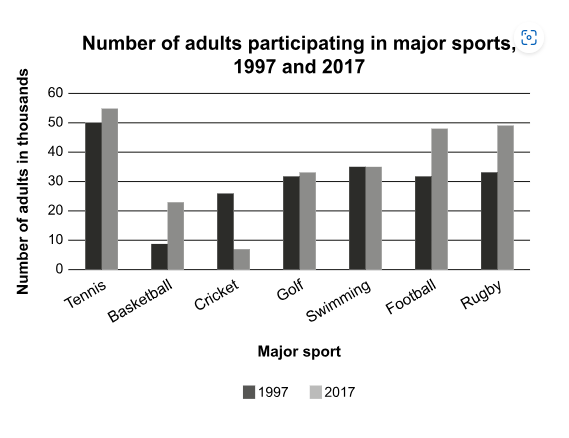 Number of adults participating in major sports,
1997 and 2017
Number of adults in thousands
60
50
40
30
20
10
0
Tennis
Basketball
Cricket
Golf
Swimming
Football
Rugby
Major sport
1997
2017